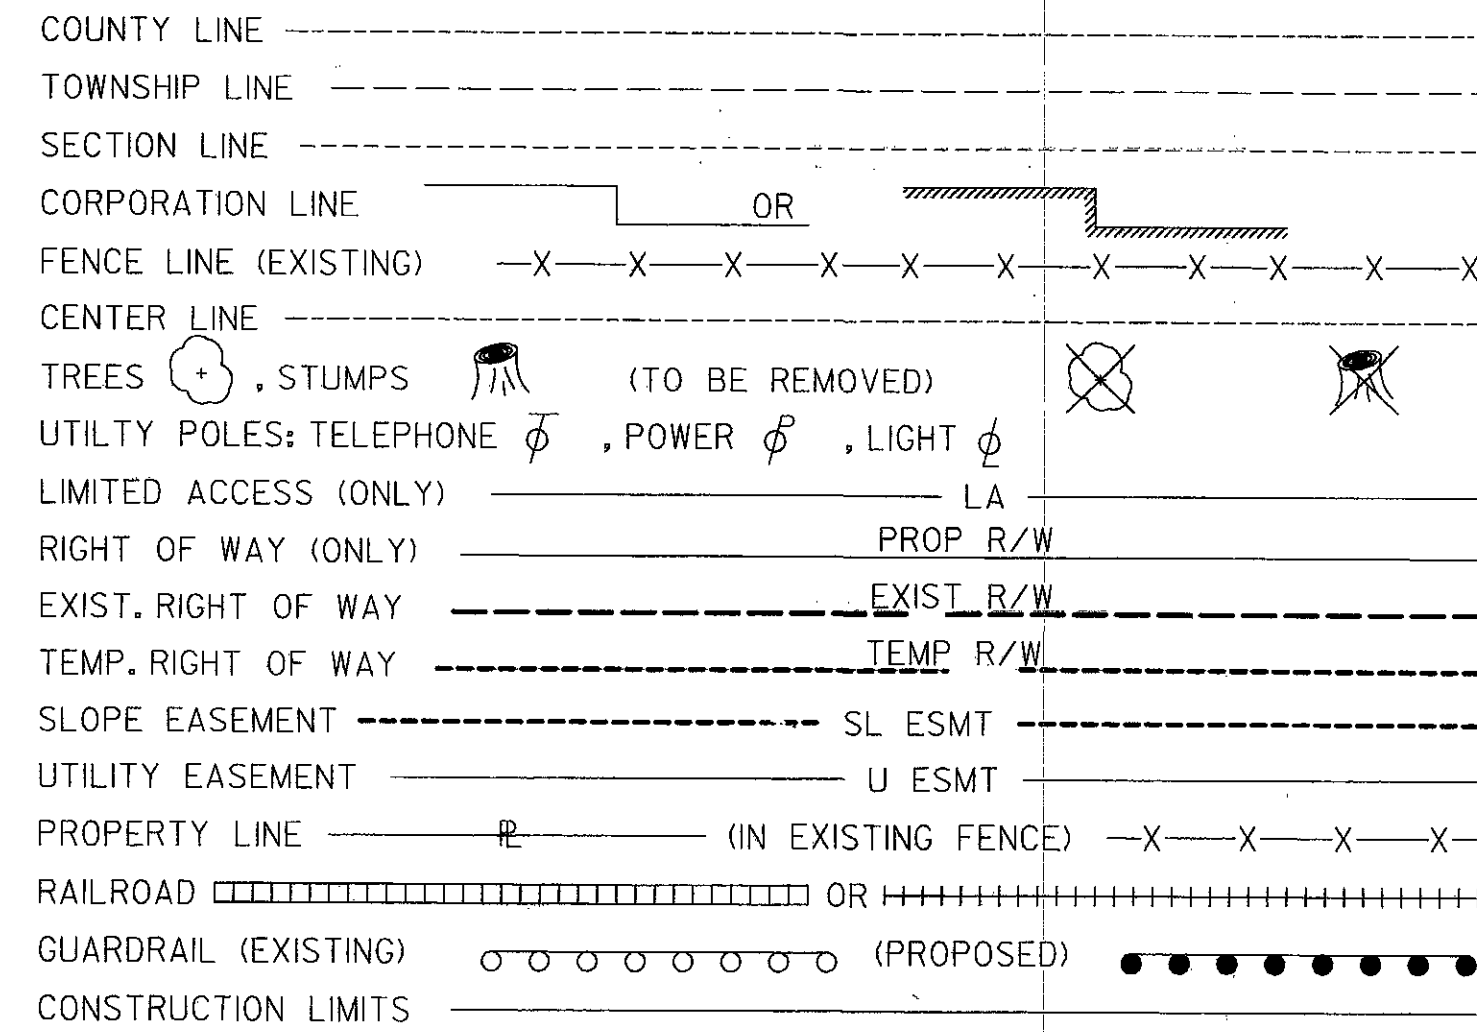 COUNTY LINE
TOWNSHIP LINE
SECTION LINE
CORPORATION LINE OR
FENCE LINE (EXISTING) X X X X X X X X X X X
CENTER LINE
TREES , STUMPS (TO BE REMOVED)
UTILTY POLES: TELEPHONE , POWER , LIGHT
LIMITED ACCESS (ONLY) LA
RIGHT OF WAY (ONLY) PROP R/W
EXIST. RIGHT OF WAY EXIST R/W
TEMP. RIGHT OF WAY TEMP R/W
SLOPE EASEMENT SL ESMT
UTILITY EASEMENT U ESMT
PROPERTY LINE PL (IN EXISTING FENCE) X X X X
RAILROAD OR
GUARDRAIL (EXISTING) (PROPOSED)
CONSTRUCTION LIMITS